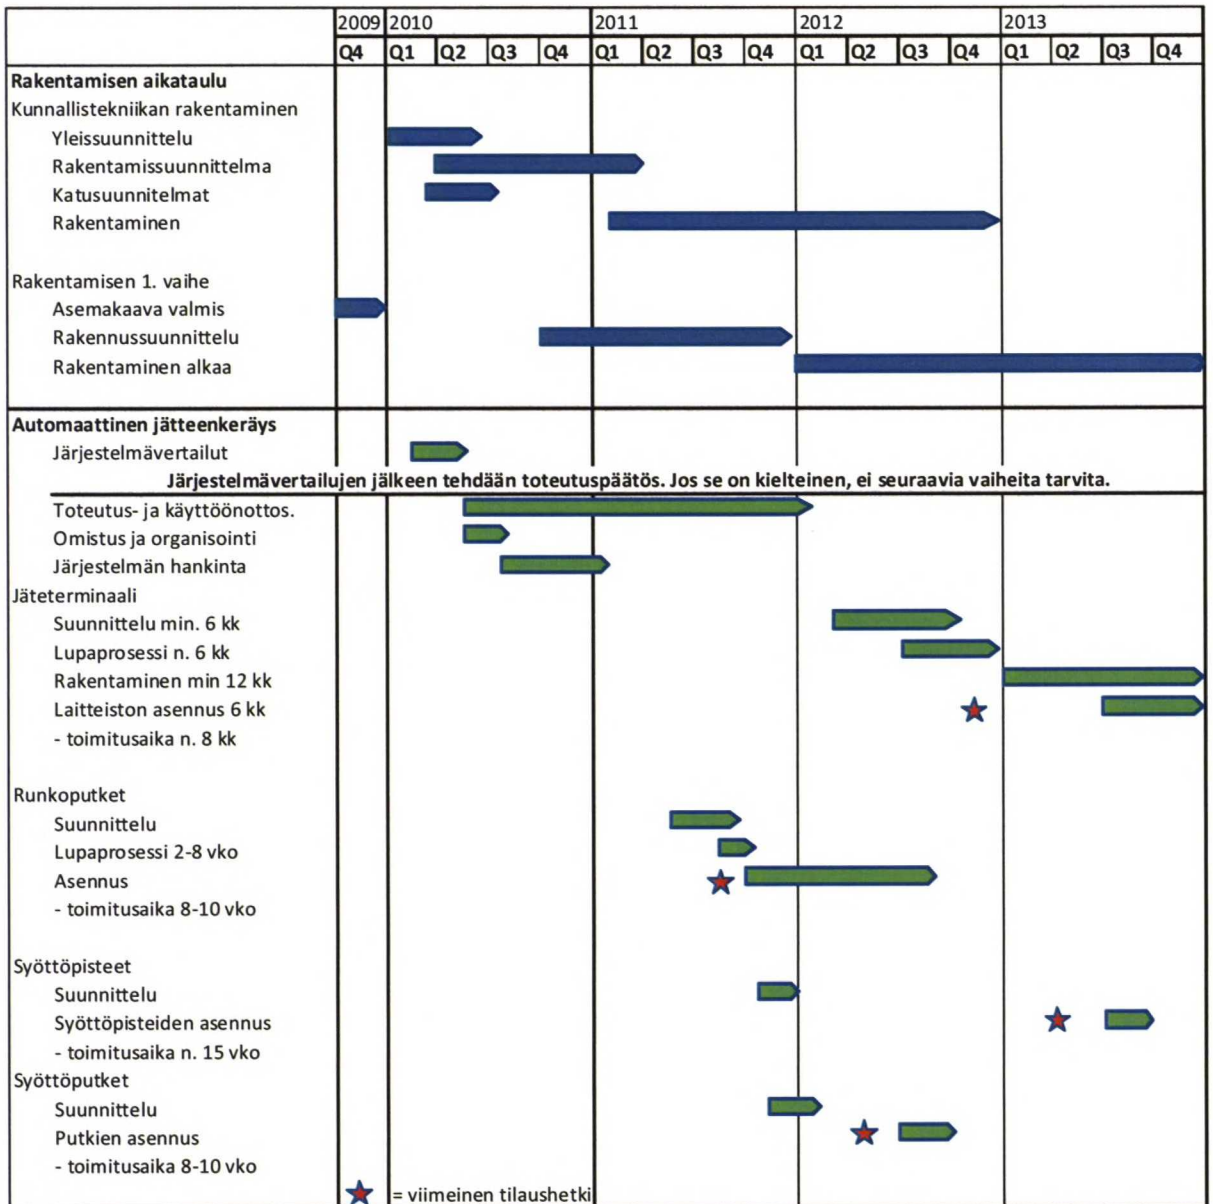 2009 2010 2011 2012 2013
Q4 Q1 Q2 Q3 Q4 Q1 Q2 Q3 Q4 Q1 Q2 Q3 Q4 Q1 Q2 Q3 Q4
Rakentamisen aikataulu
Kunnallistekniikan rakentaminen
Yleissuunnittelu
Rakentamissuunnittelma
Katusuunnitelmat
Rakentaminen
Rakentamisen 1. vaihe
Asemakaava valmis
Rakennussuunnittelu
Rakentaminen alkaa
Automaattinen jätteenkeräys
Järjestelmävertailut
Järjestelmävertailujen jälkeen tehdään toteutuspäätös. Jos se on kielteinen, ei seuraavia vaiheita tarvita.
Toteutus- ja käyttöönottos.
Omistus ja organisointi
Järjestelmän hankinta
Jäteterminaali
Suunnittelu min. 6 kk
Lupaprosessi n. 6 kk
Rakentaminen min 12 kk
Laitteiston asennus 6 kk
- toimitusaika n. 8 kk
Runkoputket
Suunnittelu
Lupaprosessi 2-8 vko
Asennus
- toimitusaika 8-10 vko
Syöttöpisteet
Suunnittelu
Syöttöpisteiden asennus
- toimitusaika n. 15 vko
Syöttöputket
Suunnittelu
Putkien asennus
- toimitusaika 8-10 vko
= viimeinen tilaushetki